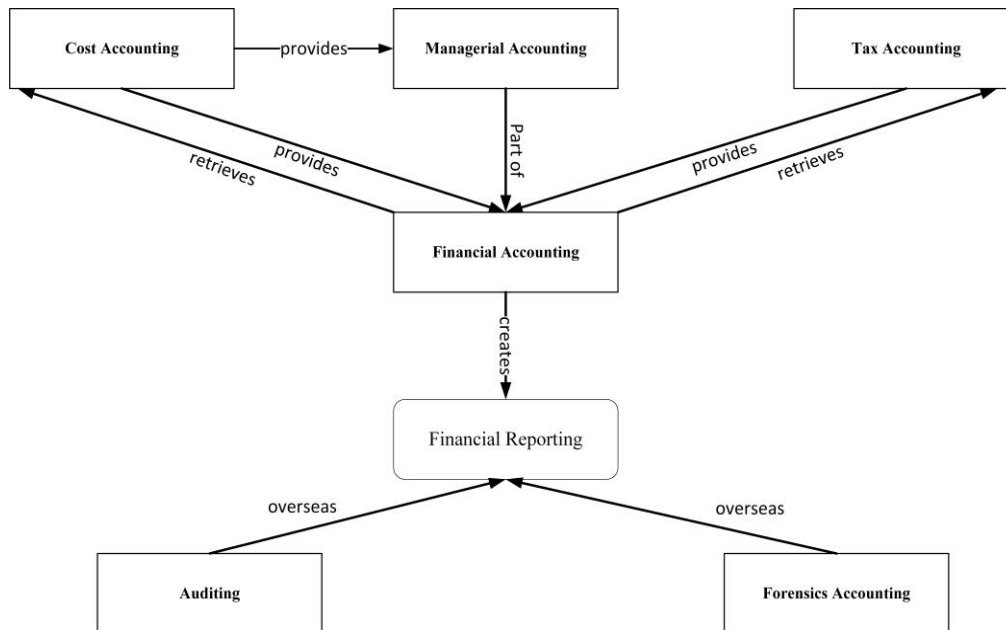 Cost Accounting
provides
Managerial Accounting
Tax Accounting
retrieves
provides
Part of
provides
retrieves
Financial Accounting
creates
Financial Reporting
overseas
overseas
Auditing
Forensics Accounting